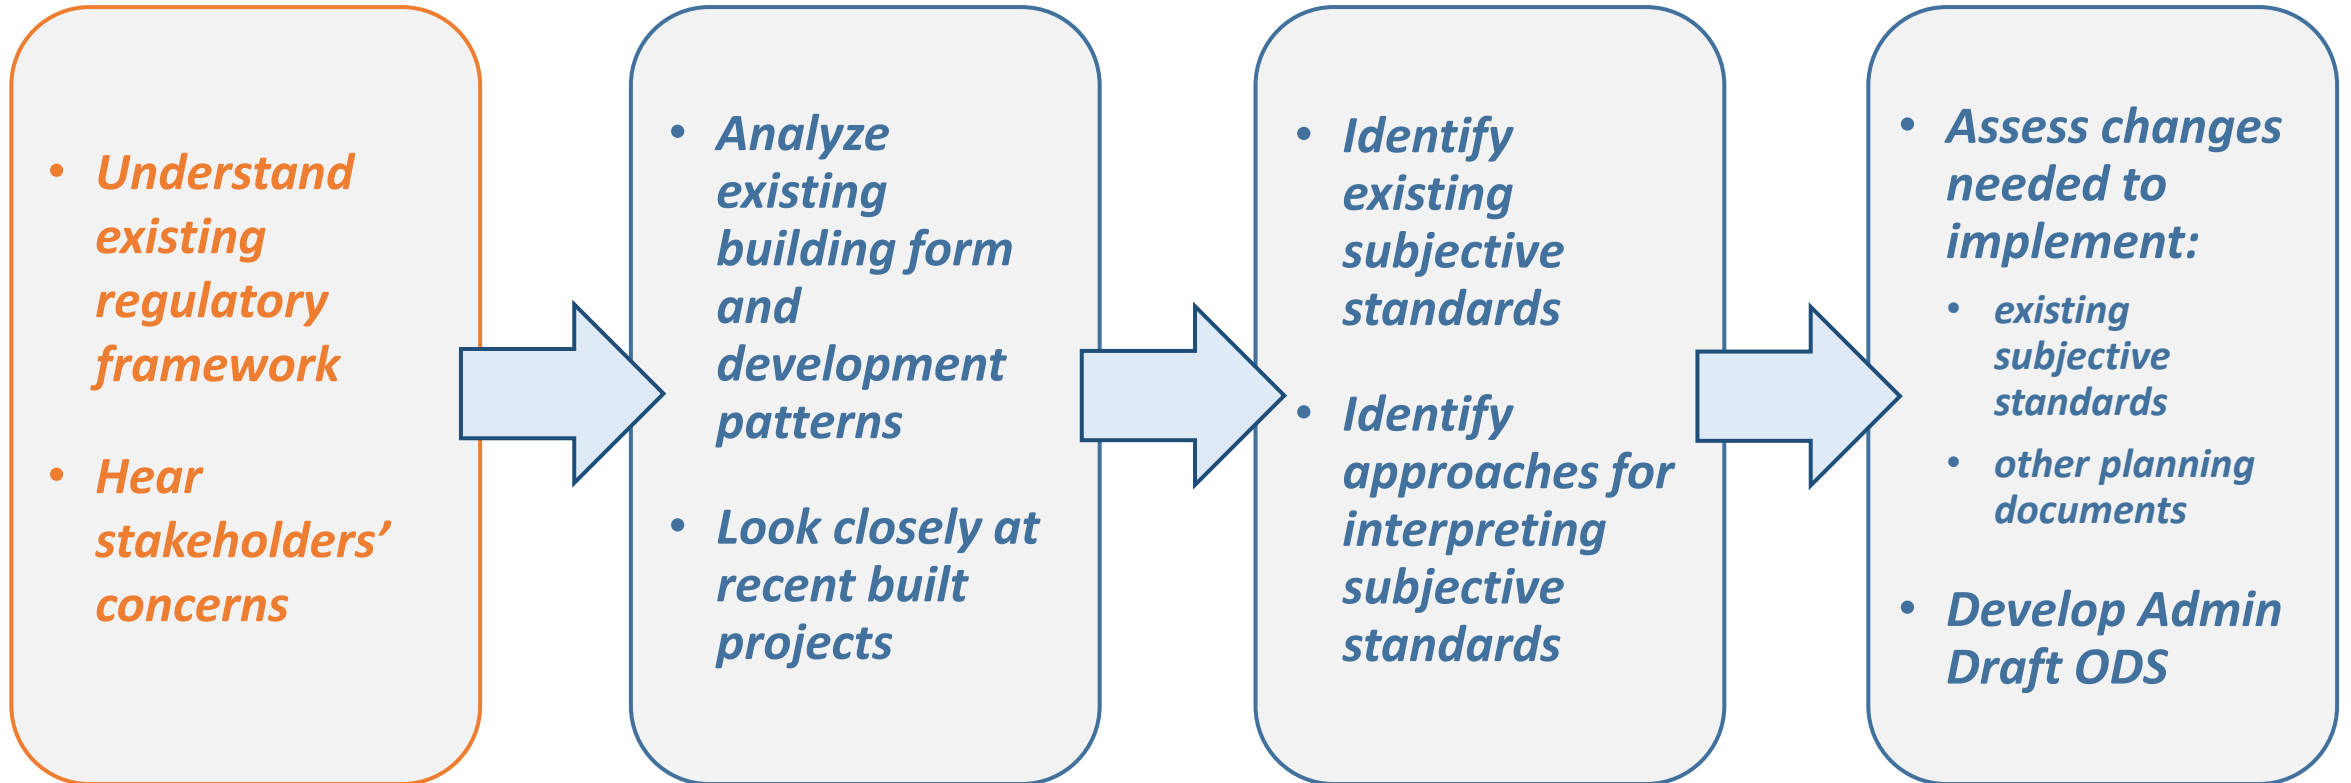 • Understand
existing
regulatory
framework
• Hear
stakeholders’
concerns
• Analyze
existing
building form
and
development
patterns
• Look closely at
recent built
projects
• Identify
existing
subjective
standards
• Identify
approaches for
interpreting
subjective
standards
• Assess changes
needed to
implement:
• existing
subjective
standards
• other planning
documents
• Develop Admin
Draft ODS